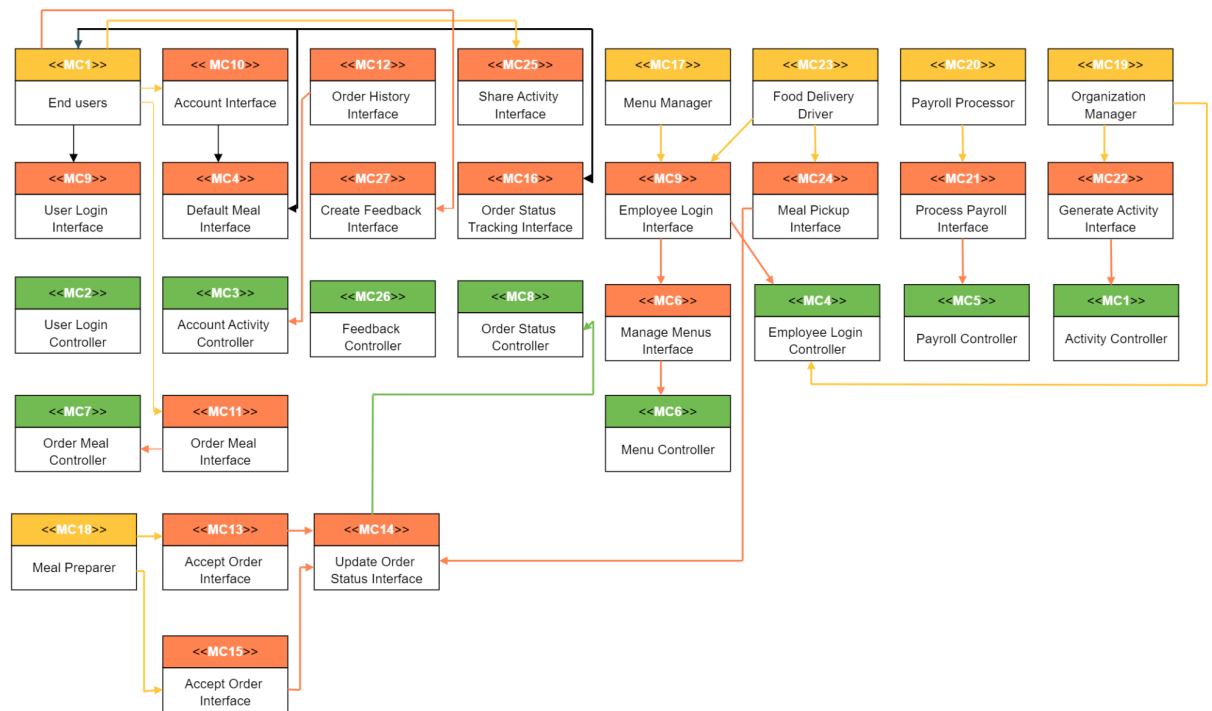 <<MC1>>
End users
<< MC10>>
Account Interface
<<MC12>>
Order History
Interface
<<MC25>>
Share Activity
Interface
<<MC17>>
Menu Manager
<<MC23>>
Food Delivery
Driver
<<MC20>>
Payroll Processor
<<MC19>>
Organization
Manager
<<MC9>>
User Login
Interface
<<MC4>>
Default Meal
Interface
<<MC27>>
Create Feedback
Interface
<<MC16>>
Order Status
Tracking Interface
<<MC9>>
Employee Login
Interface
<<MC24>>
Meal Pickup
Interface
<<MC21>>
Process Payroll
Interface
<<MC22>>
Generate Activity
Interface
<<MC2>>
User Login
Controller
<<MC3>>
Account Activity
Controller
<<MC26>>
Feedback
Controller
<<MC8>>
Order Status
Controller
<<MC6>>
Manage Menus
Interface
<<MC4>>
Employee Login
Controller
<<MC5>>
Payroll Controller
<<MC1>>
Activity Controller
<<MC7>>
Order Meal
Controller
<<MC11>>
Order Meal
Interface
<<MC6>>
Menu Controller
<<MC18>>
Meal Preparer
<<MC13>>
Accept Order
Interface
<<MC14>>
Update Order
Status Interface
<<MC15>>
Accept Order
Interface